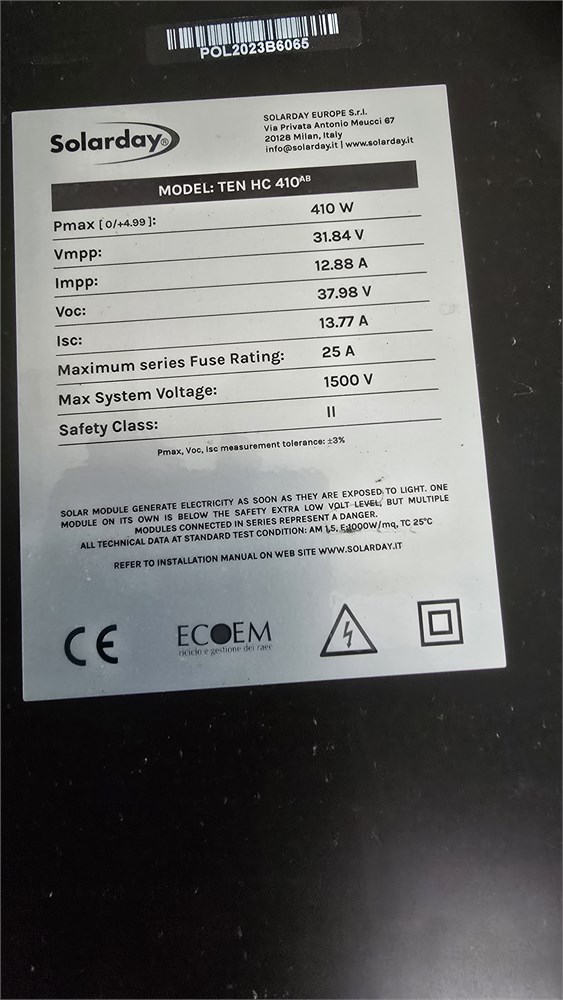 POL2023B6065
Solarday®
SOLARDAY EUROPE S.r.l.
Via Privata Antonio Meucci 67
20128 Milan, Italy
info@solarday.it | www.solarday.it
MODEL: TEN HC 410AB
Pmax [ 0/+4.99 ]: 410 W
Vmpp: 31.84 V
Impp: 12.88 A
Voc: 37.98 V
Isc: 13.77 A
Maximum series Fuse Rating: 25 A
Max System Voltage: 1500 V
Safety Class: II
Pmax, Voc, Isc measurement tolerance: ±3%
SOLAR MODULE GENERATE ELECTRICITY AS SOON AS THEY ARE EXPOSED TO LIGHT. ONE
MODULE ON ITS OWN IS BELOW THE SAFETY EXTRA LOW VOLT LEVEL, BUT MULTIPLE
MODULES CONNECTED IN SERIES REPRESENT A DANGER.
ALL TECHNICAL DATA AT STANDARD TEST CONDITION: AM 1,5, E:1000W/mq, TC 25°C
REFER TO INSTALLATION MANUAL ON WEB SITE WWW.SOLARDAY.IT
CE
ECOEM
riciclo e gestione dei raee